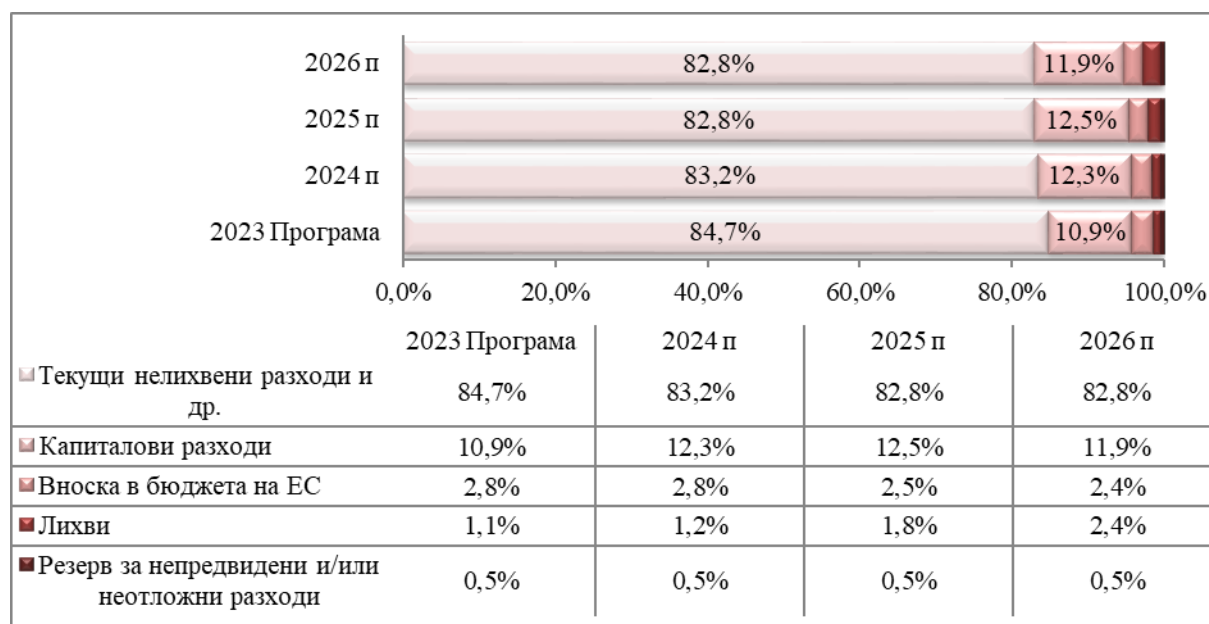 2026 п
82,8%
11,9%
2025 п
82,8%
12,5%
2024 п
83,2%
12,3%
2023 Програма
84,7%
10,9%
0,0% 20,0% 40,0% 60,0% 80,0% 100,0%
2023 Програма 2024 п 2025 п 2026 п
Текущи нелихвени разходи и
др.
84,7% 83,2% 82,8% 82,8%
Капиталови разходи 10,9% 12,3% 12,5% 11,9%
Вноска в бюджета на ЕС 2,8% 2,8% 2,5% 2,4%
Лихви 1,1% 1,2% 1,8% 2,4%
Резерв за непредвидени и/или
неотложни разходи
0,5% 0,5% 0,5% 0,5%